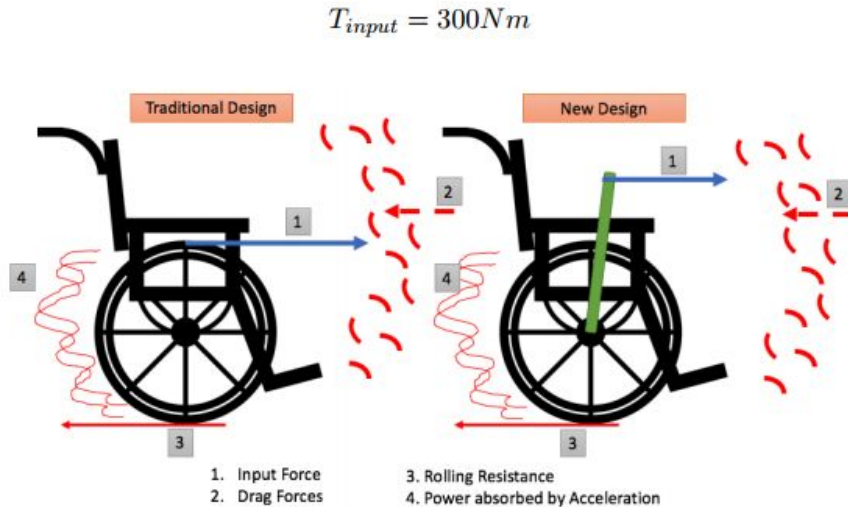 T_input = 300Nm
Traditional Design
New Design
1
2
1
2
4
4
3
3
1. Input Force
2. Drag Forces
3. Rolling Resistance
4. Power absorbed by Acceleration